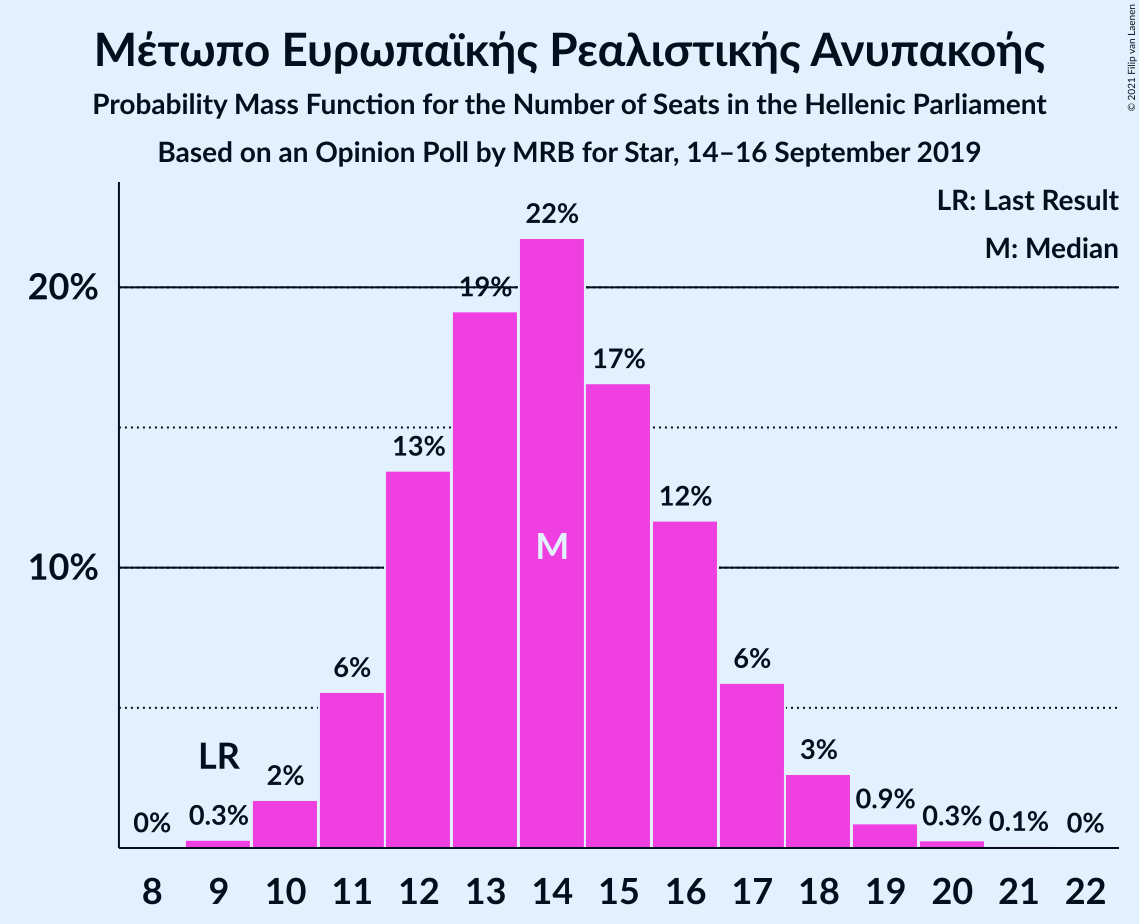 Μέτωπο Ευρωπαϊκής Ρεαλιστικής Ανυπακοής
Probability Mass Function for the Number of Seats in the Hellenic Parliament
Based on an Opinion Poll by MRB for Star, 14–16 September 2019
© 2021 Filip van Laenen
LR: Last Result
M: Median
20%
10%
0%
0.3%
LR
2%
6%
13%
19%
22%
M
17%
12%
6%
3%
0.9%
0.3%
0.1%
0%
8 9 10 11 12 13 14 15 16 17 18 19 20 21 22